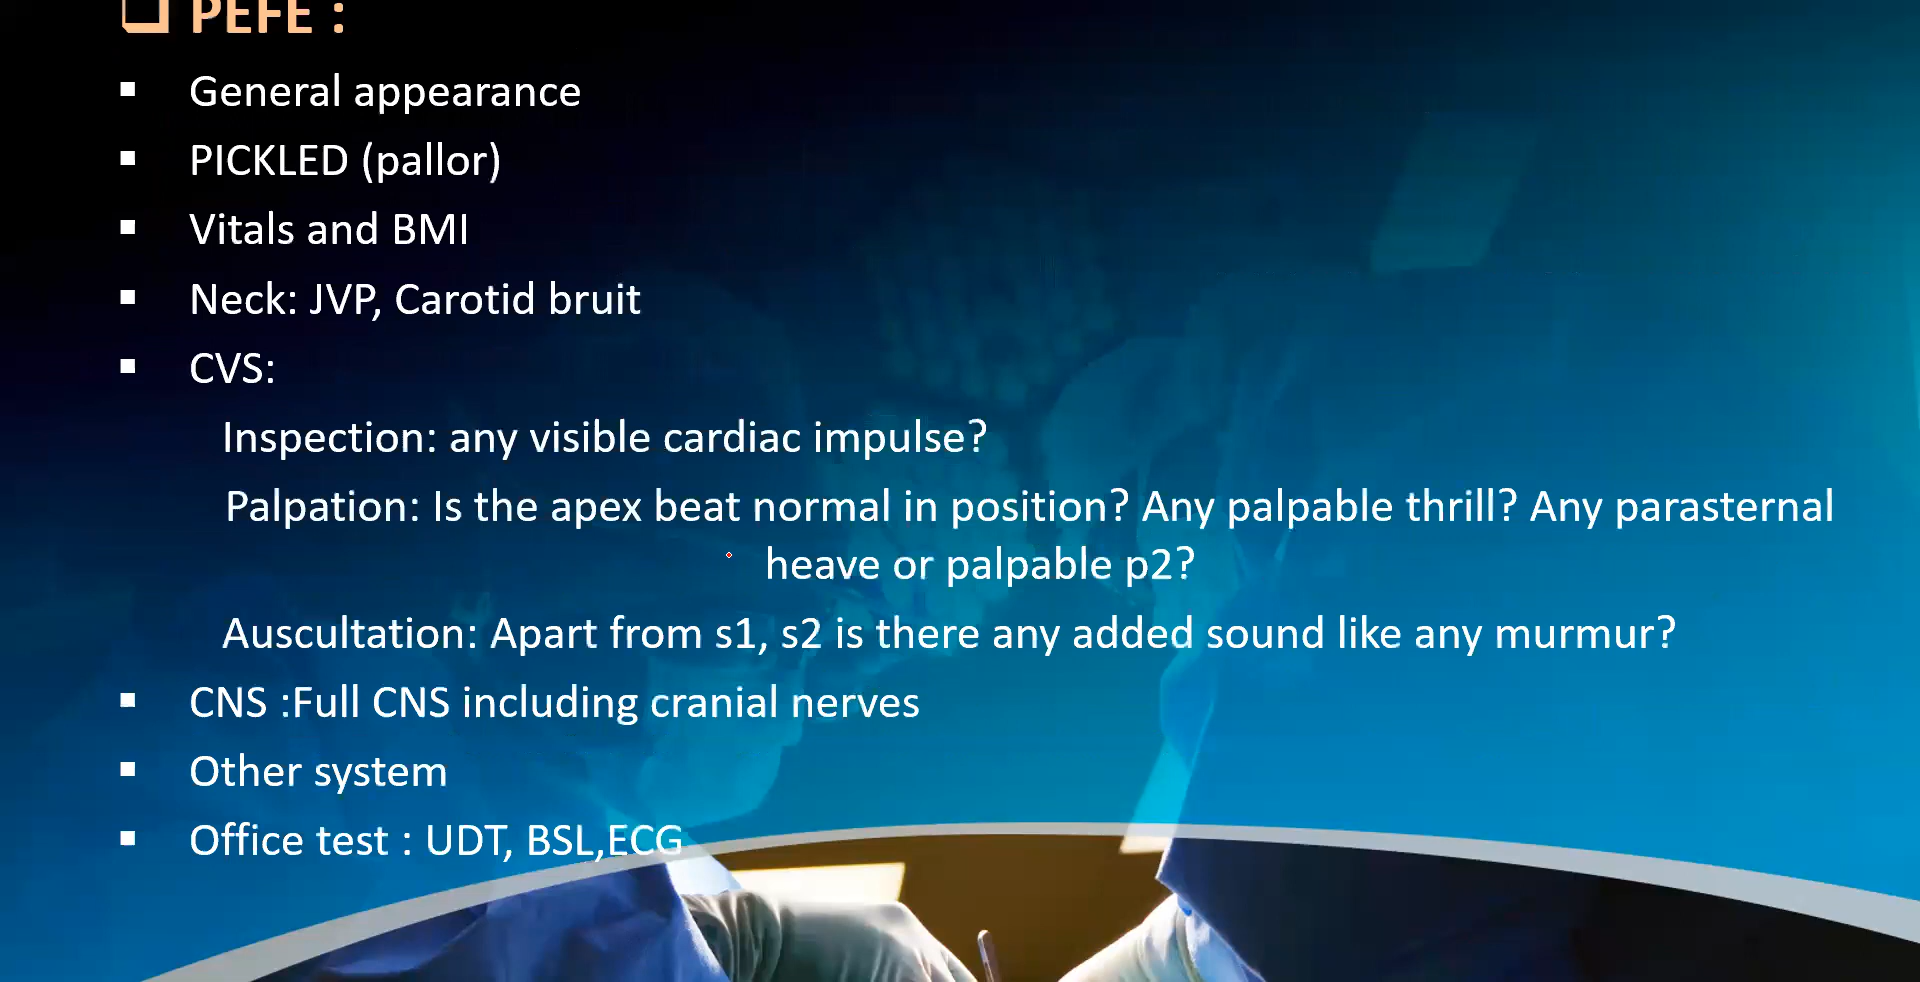 PEFE :
General appearance
PICKLED (pallor)
Vitals and BMI
Neck: JVP, Carotid bruit
CVS:
Inspection: any visible cardiac impulse?
Palpation: Is the apex beat normal in position? Any palpable thrill? Any parasternal
heave or palpable p2?
Auscultation: Apart from s1, s2 is there any added sound like any murmur?
CNS :Full CNS including cranial nerves
Other system
Office test : UDT, BSL,ECG